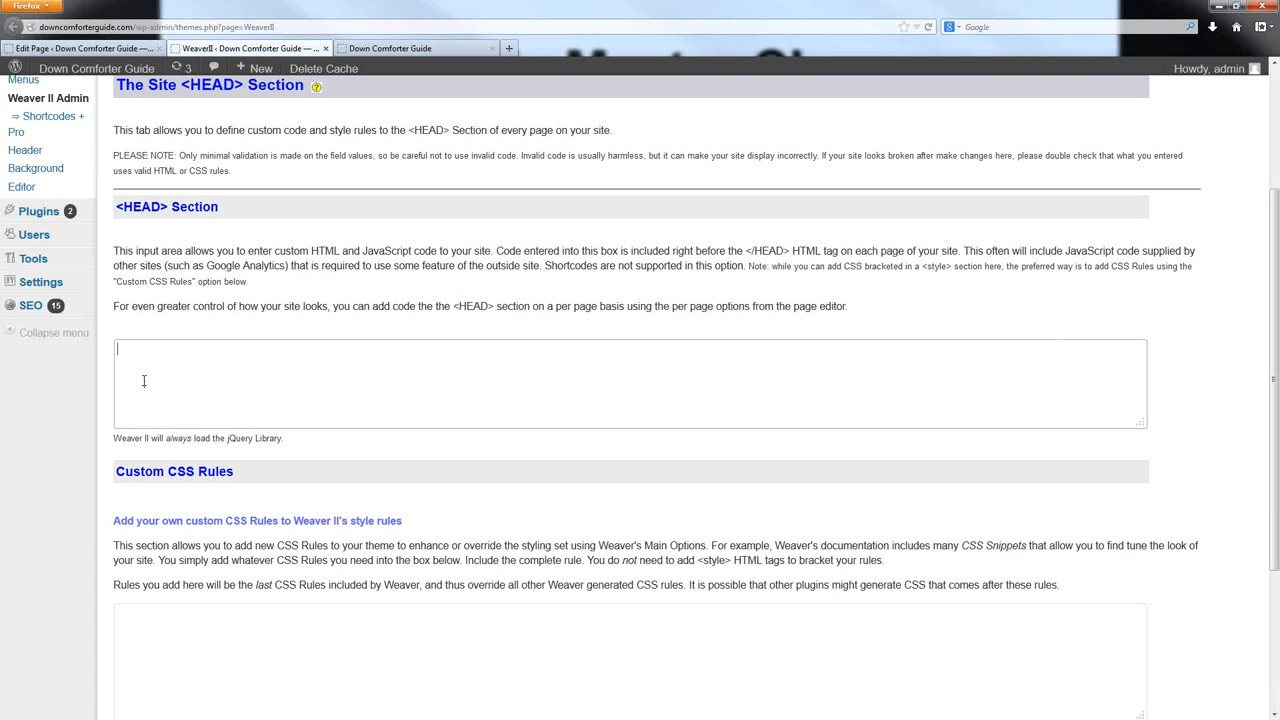 Firefox
downcomforterguide.com/wp-admin/themes.php?page=WeaverII
Google
Edit Page ‹ Down Comforter Guide —...
WeaverII ‹ Down Comforter Guide — ...
Down Comforter Guide
Down Comforter Guide 3 New Delete Cache Howdy, admin
Menus
Weaver II Admin
⇒ Shortcodes +
Pro
Header
Background
Editor
Plugins 2
Users
Tools
Settings
SEO 15
Collapse menu
The Site <HEAD> Section ?
This tab allows you to define custom code and style rules to the <HEAD> Section of every page on your site.
PLEASE NOTE: Only minimal validation is made on the field values, so be careful not to use invalid code. Invalid code is usually harmless, but it can make your site display incorrectly. If your site looks broken after make changes here, please double check that what you entered
uses valid HTML or CSS rules.
<HEAD> Section
This input area allows you to enter custom HTML and JavaScript code to your site. Code entered into this box is included right before the </HEAD> HTML tag on each page of your site. This often will include JavaScript code supplied by
other sites (such as Google Analytics) that is required to use some feature of the outside site. Shortcodes are not supported in this option. Note: while you can add CSS bracketed in a <style> section here, the preferred way is to add CSS Rules using the
"Custom CSS Rules" option below.
For even greater control of how your site looks, you can add code the the <HEAD> section on a per page basis using the per page options from the page editor.
Weaver II will always load the jQuery Library.
Custom CSS Rules
Add your own custom CSS Rules to Weaver II's style rules
This section allows you to add new CSS Rules to your theme to enhance or override the styling set using Weaver's Main Options. For example, Weaver's documentation includes many CSS Snippets that allow you to find tune the look of
your site. You simply add whatever CSS Rules you need into the box below. Include the complete rule. You do not need to add <style> HTML tags to bracket your rules.
Rules you add here will be the last CSS Rules included by Weaver, and thus override all other Weaver generated CSS rules. It is possible that other plugins might generate CSS that comes after these rules.